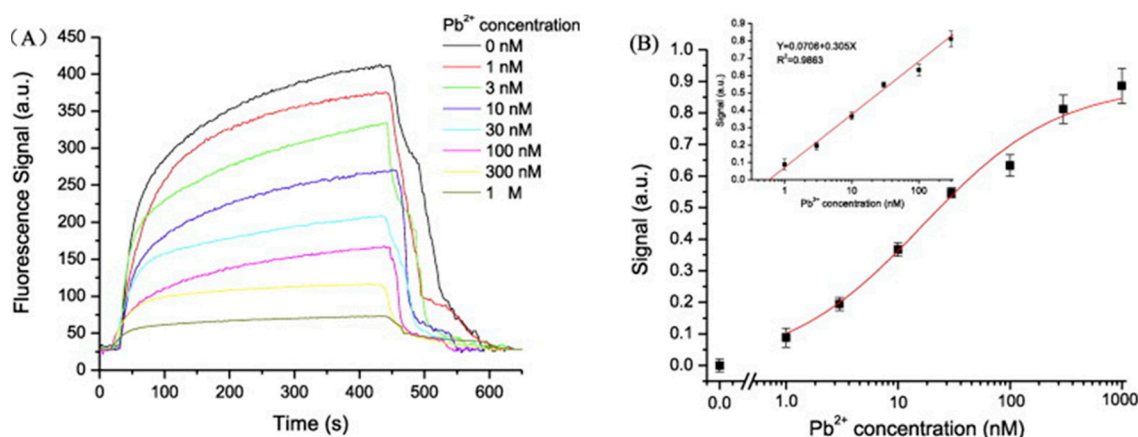 (A)
Pb2+ concentration
0 nM
1 nM
3 nM
10 nM
30 nM
100 nM
300 nM
1 M
Fluorescence Signal (a.u.)
450
400
350
300
250
200
150
100
50
0
0 100 200 300 400 500 600
Time (s)
(B)
Signal (a.u.)
1.0
0.9
0.8
0.7
0.6
0.5
0.4
0.3
0.2
0.1
0.0
0.0 1.0 10 100 1000
Pb2+ concentration (nM)
Y=0.0706+0.305X
R2=0.9863
Signal (a.u.)
0.9
0.8
0.7
0.6
0.5
0.4
0.3
0.2
0.1
0.0
1 10 100
Pb2+ concentration (nM)